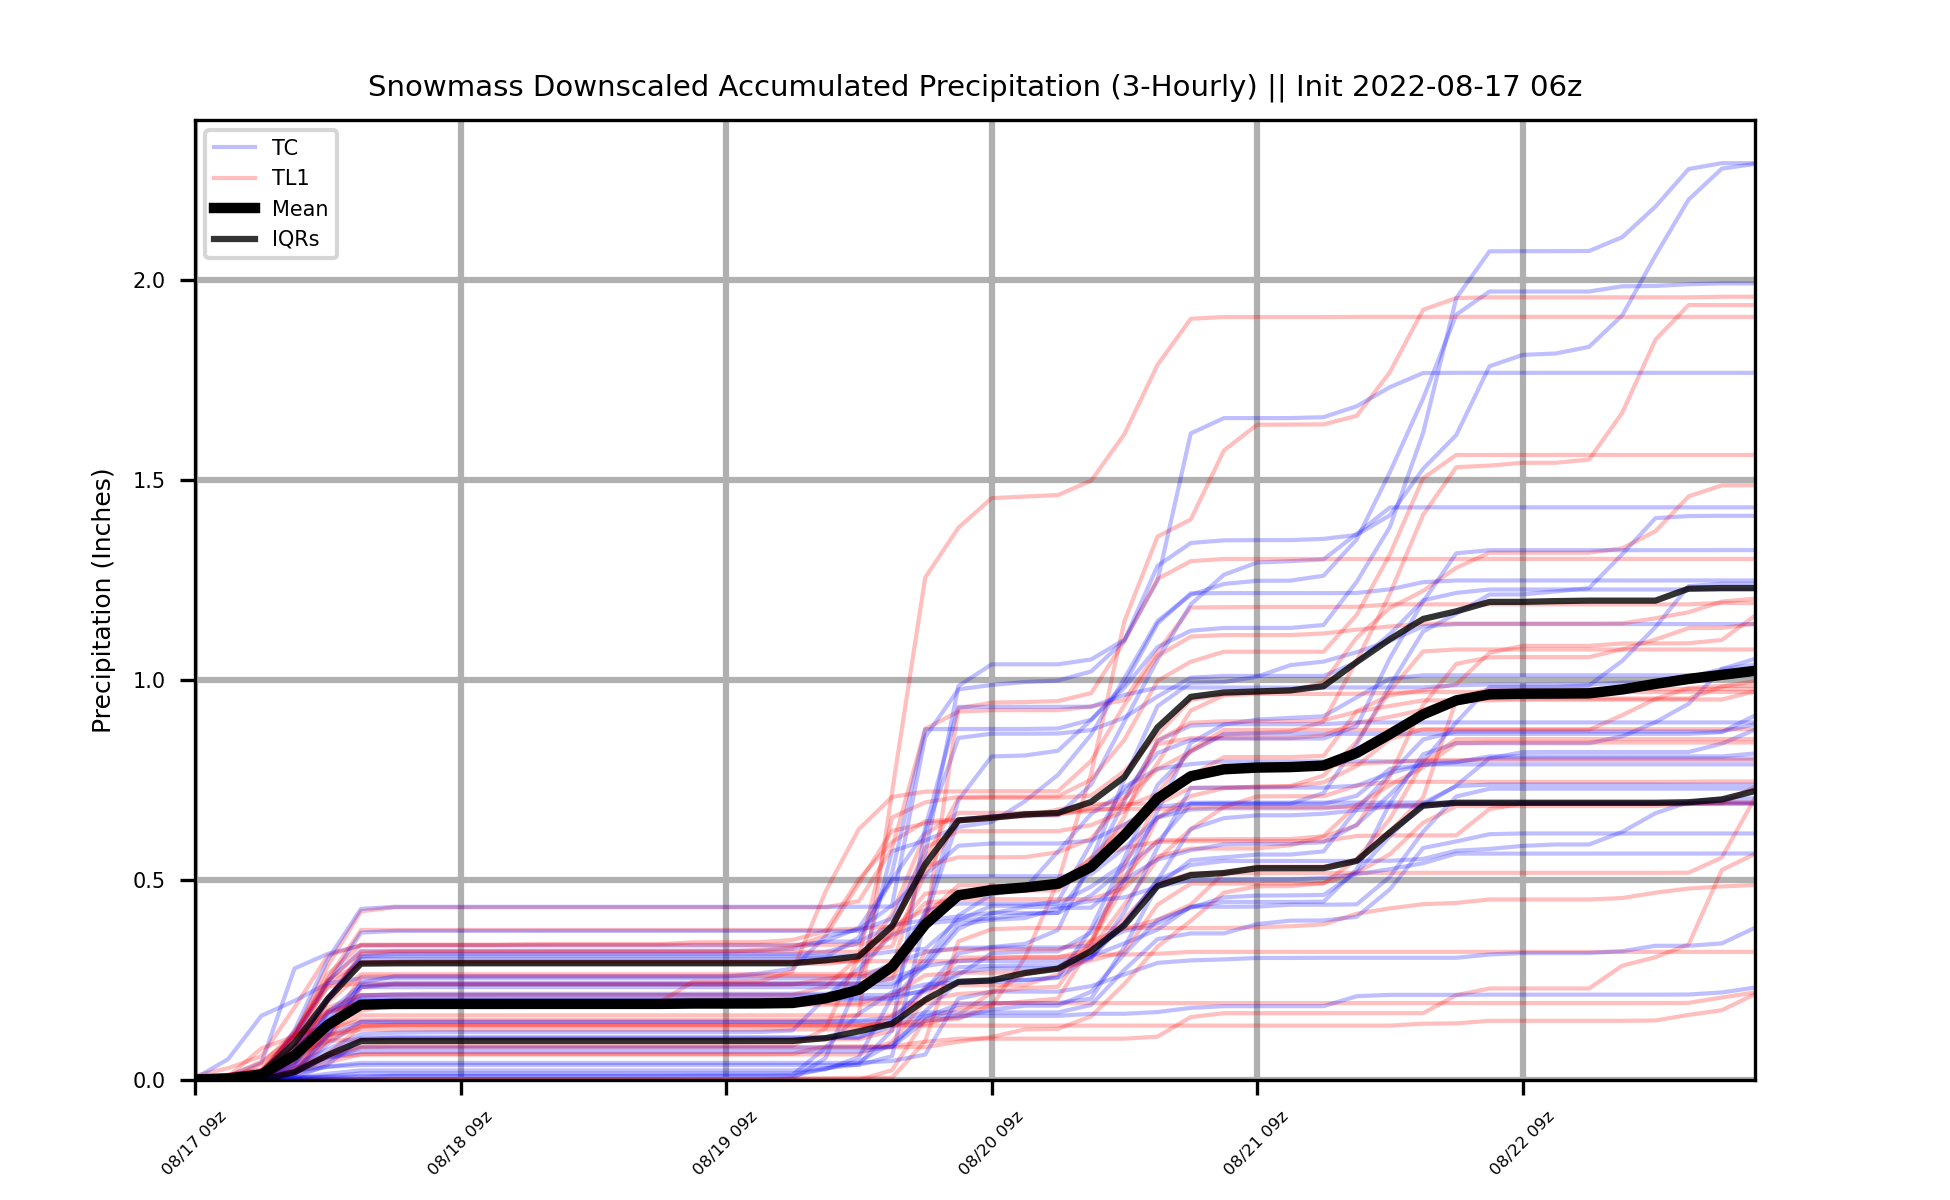 Snowmass Downscaled Accumulated Precipitation (3-Hourly) || Init 2022-08-17 06z
TC
TL1
Mean
IQRs
Precipitation (Inches)
2.0
1.5
1.0
0.5
0.0
08/17 09z
08/18 09z
08/19 09z
08/20 09z
08/21 09z
08/22 09z